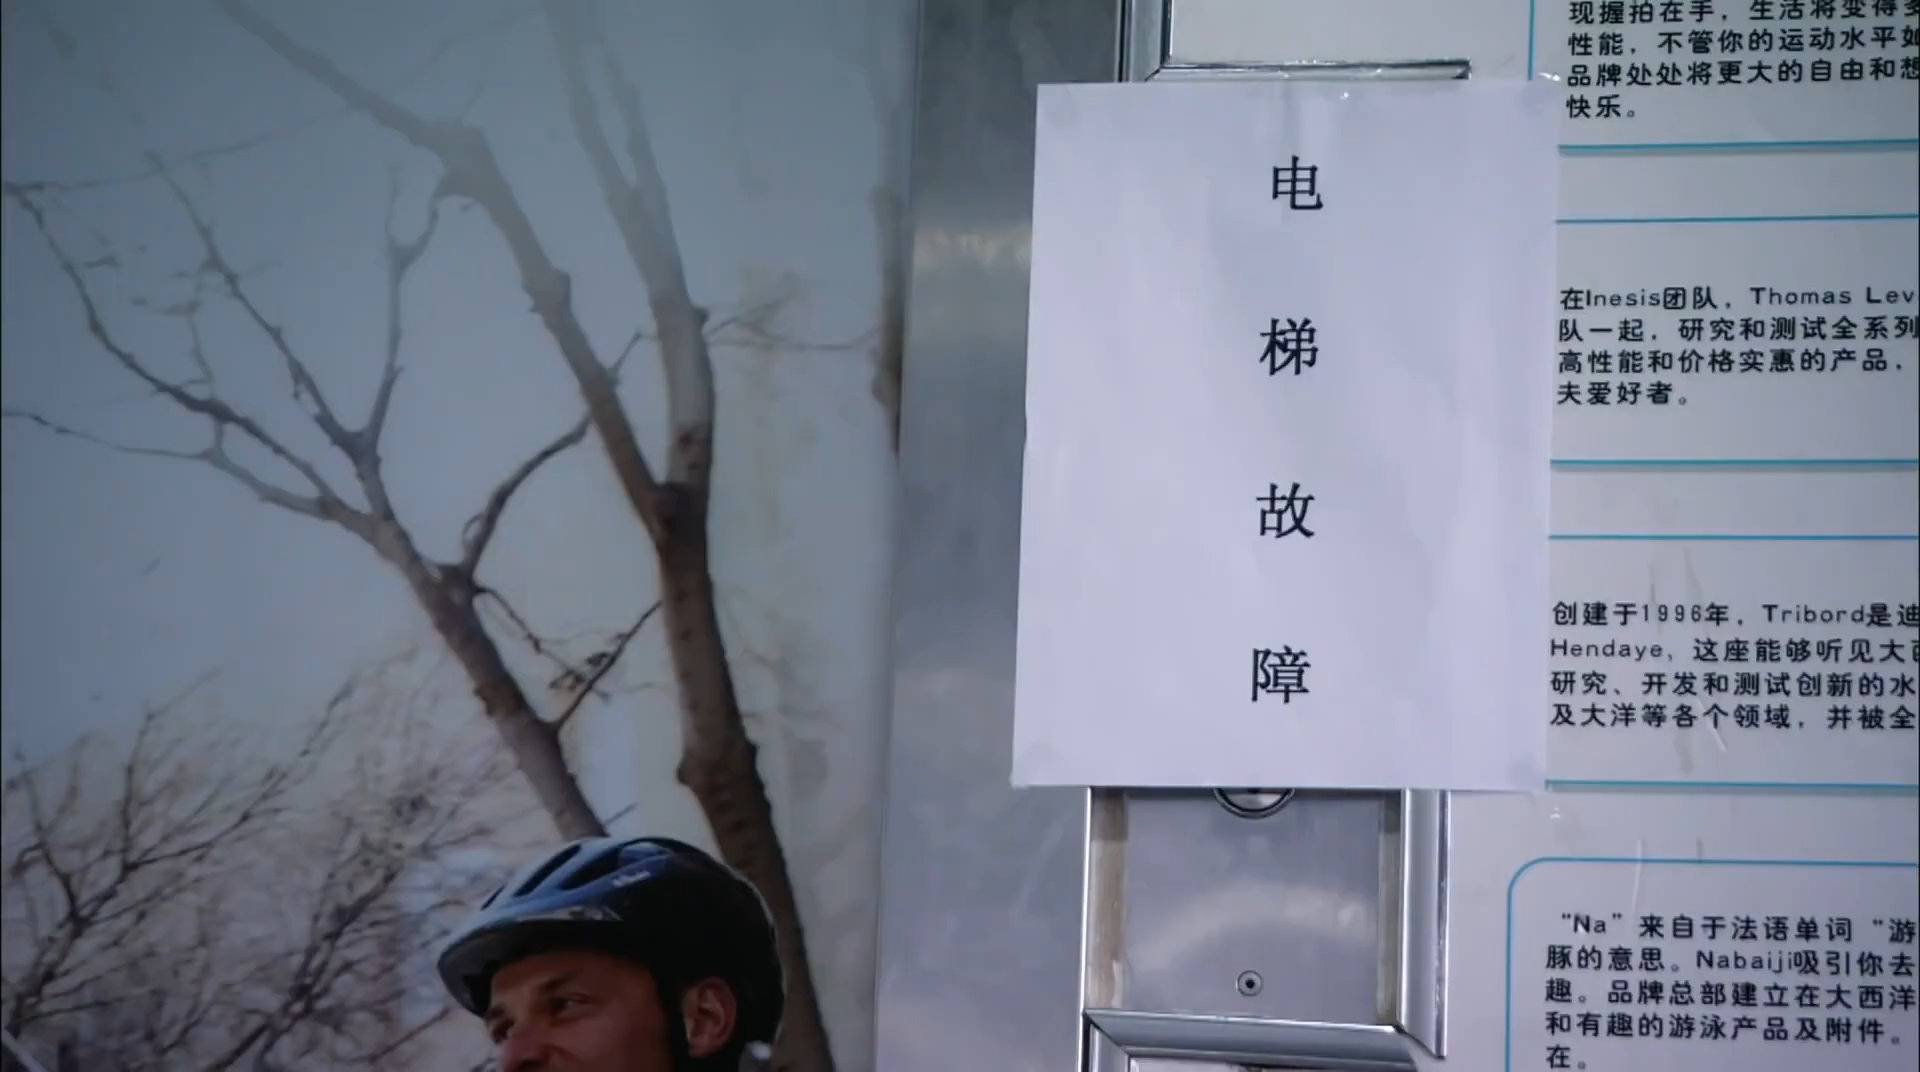 电
梯
故
障
现握拍在手，生活将变得多
性能，不管你的运动水平如
品牌处处将更大的自由和想
快乐。
在Inesis团队，Thomas Lev
队一起，研究和测试全系列
高性能和价格实惠的产品，
夫爱好者。
创建于1996年，Tribord是迪
Hendaye，这座能够听见大西
研究、开发和测试创新的水
及大洋等各个领域，并被全
“Na”来自于法语单词“游
豚的意思。Nabaiji吸引你去
趣。品牌总部建立在大西洋
和有趣的游泳产品及附件。
在。